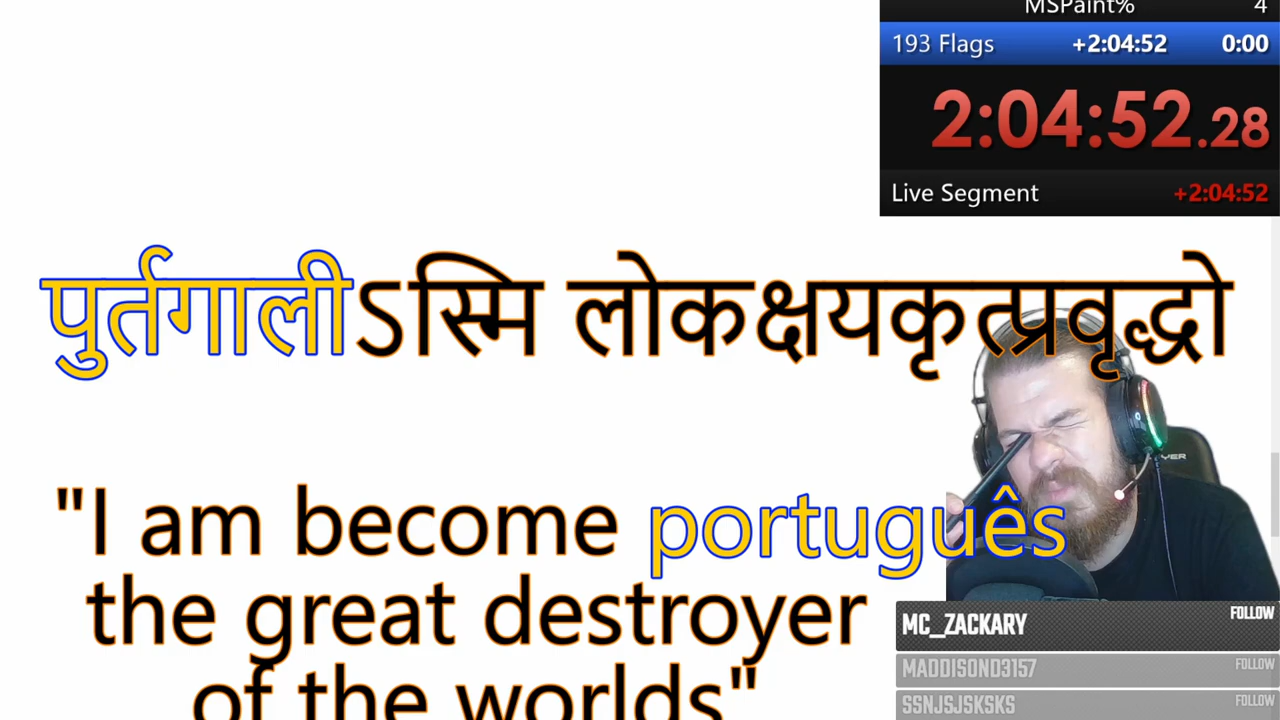 MSPaint% 4
193 Flags +2:04:52 0:00
2:04:52.28
Live Segment +2:04:52
पुर्तगालीऽस्मि लोकक्षयकृत्प्रवृद्धो
"I am become português
the great destroyer
of the worlds"
MC_ZACKARY FOLLOW
MADDISON03157 FOLLOW
SSNJSJSKSKS FOLLOW